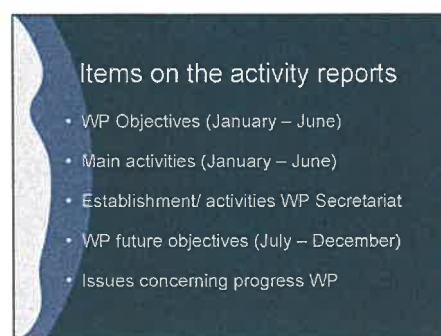 Items on the activity reports
• WP Objectives (January – June)
• Main activities (January – June)
• Establishment/ activities WP Secretariat
• WP future objectives (July – December)
• Issues concerning progress WP